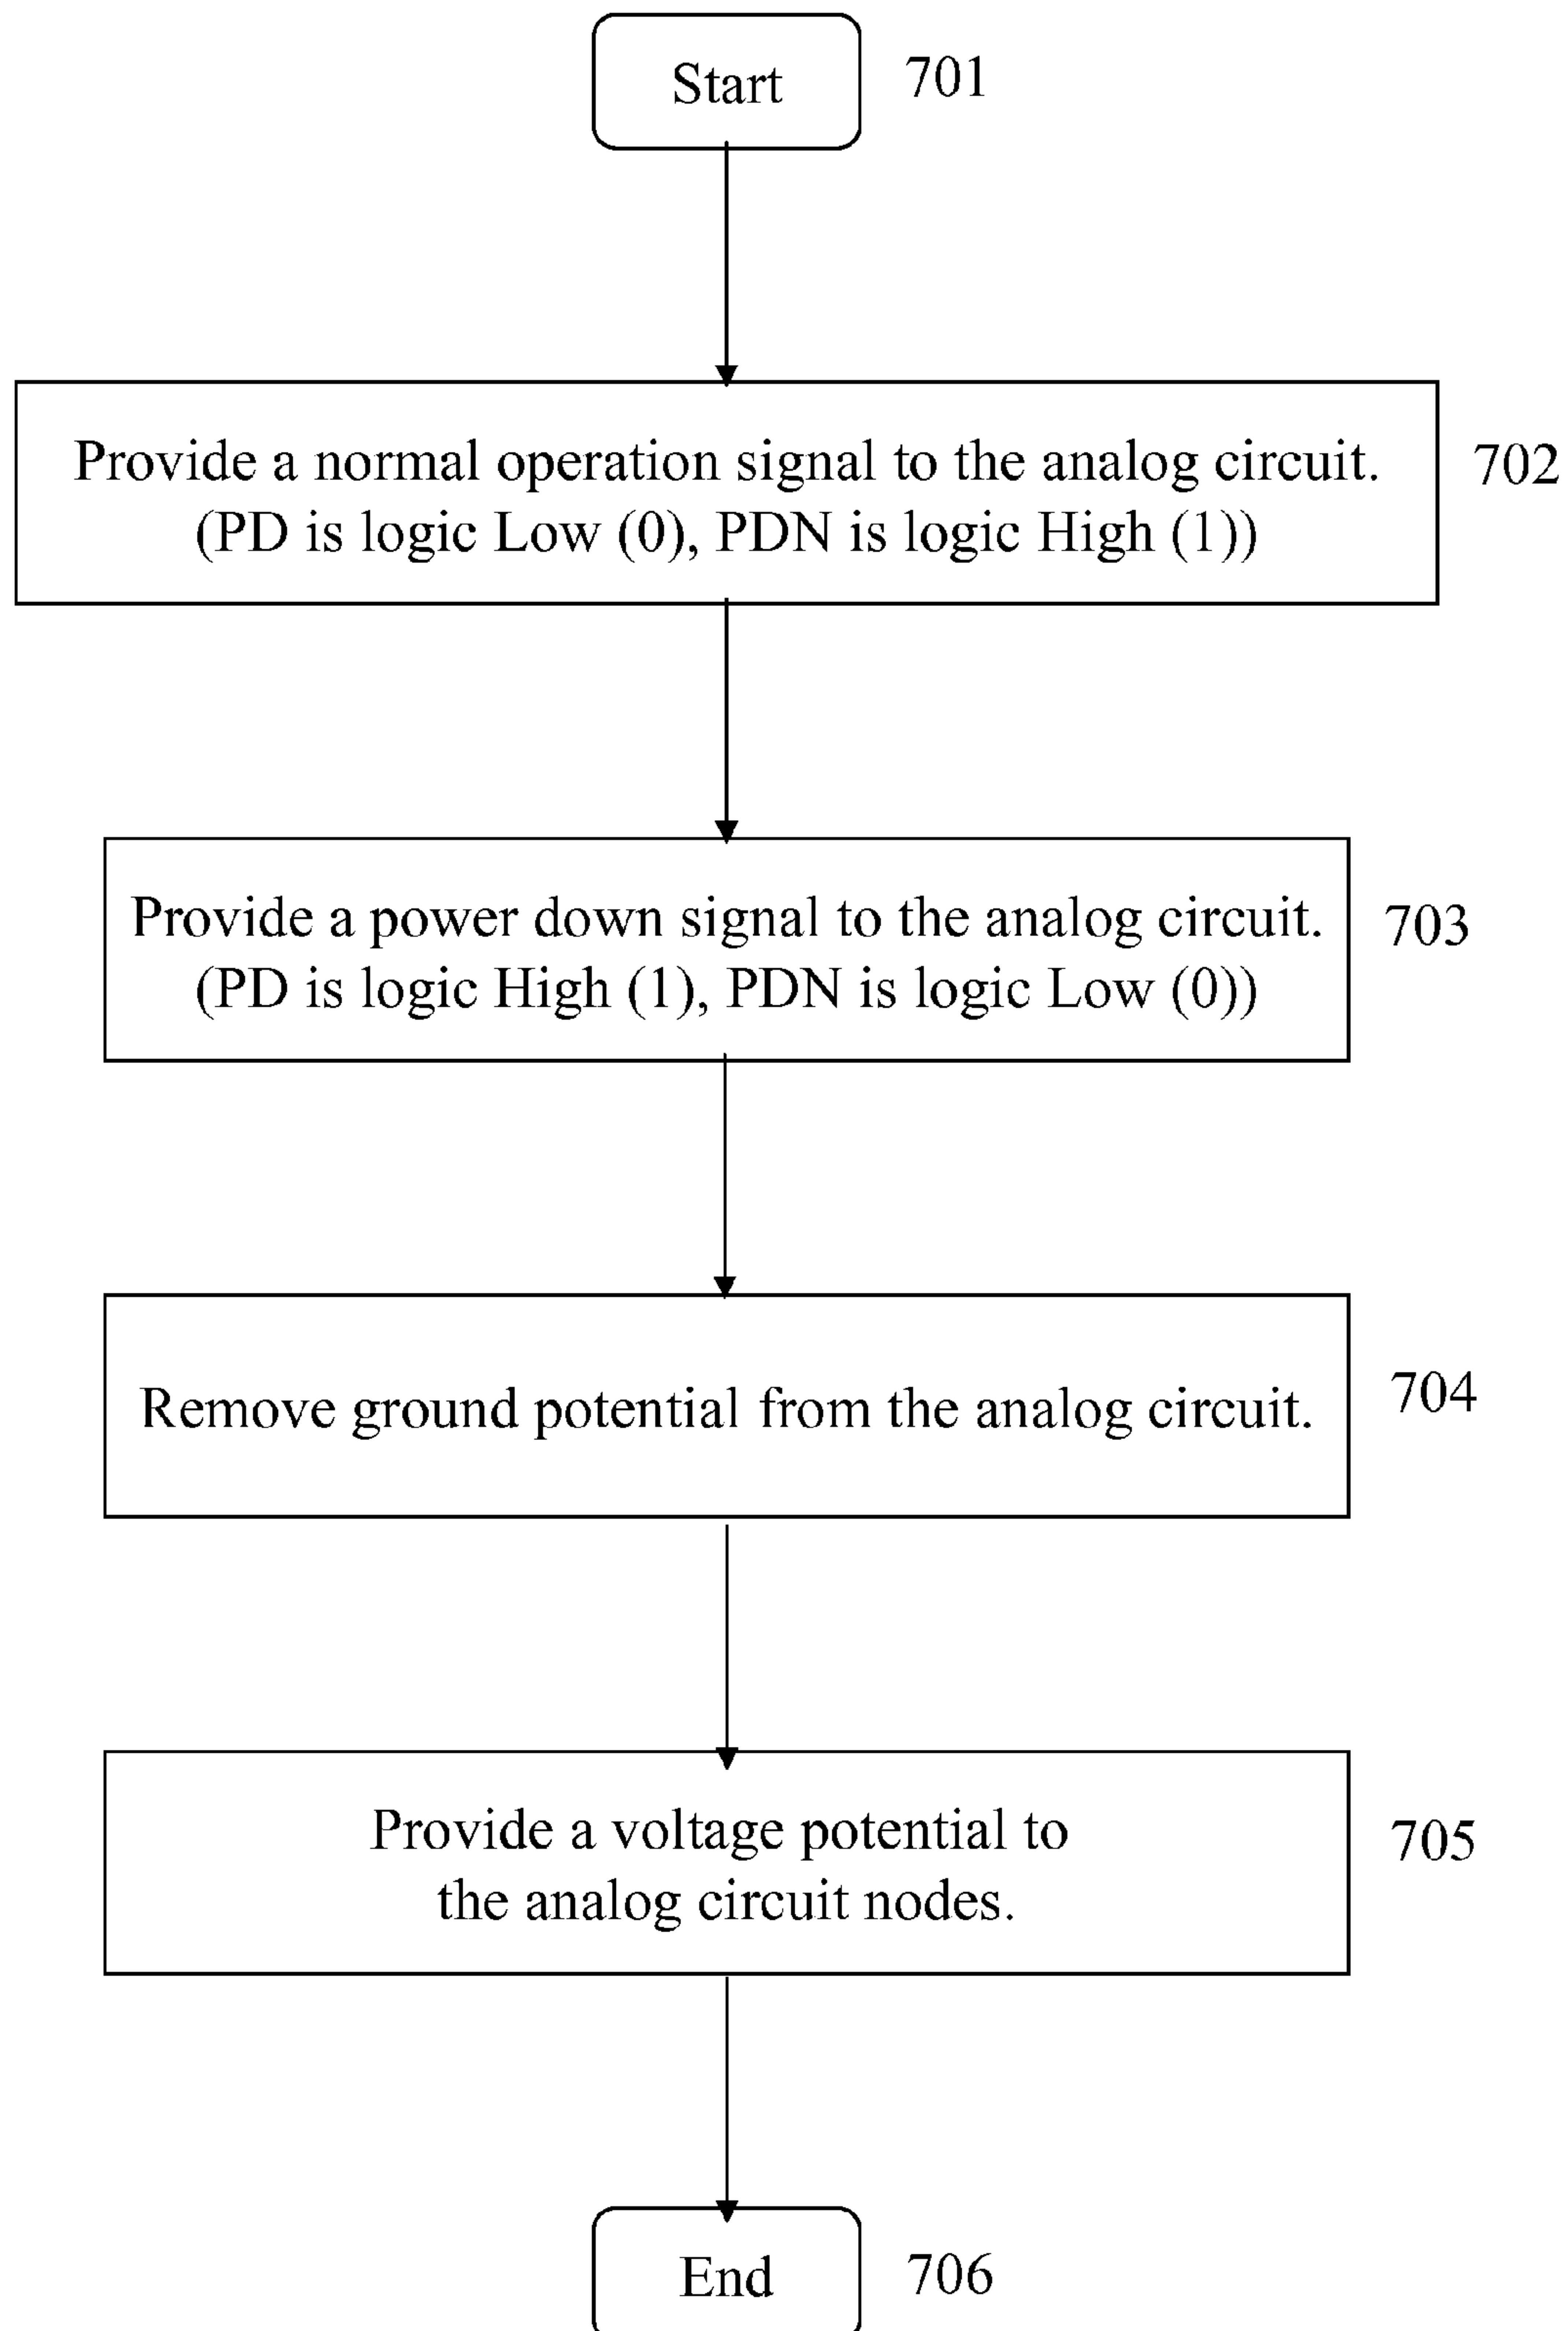 Start 701
Provide a normal operation signal to the analog circuit. 702
(PD is logic Low (0), PDN is logic High (1))
Provide a power down signal to the analog circuit. 703
(PD is logic High (1), PDN is logic Low (0))
Remove ground potential from the analog circuit. 704
Provide a voltage potential to 705
the analog circuit nodes.
End 706